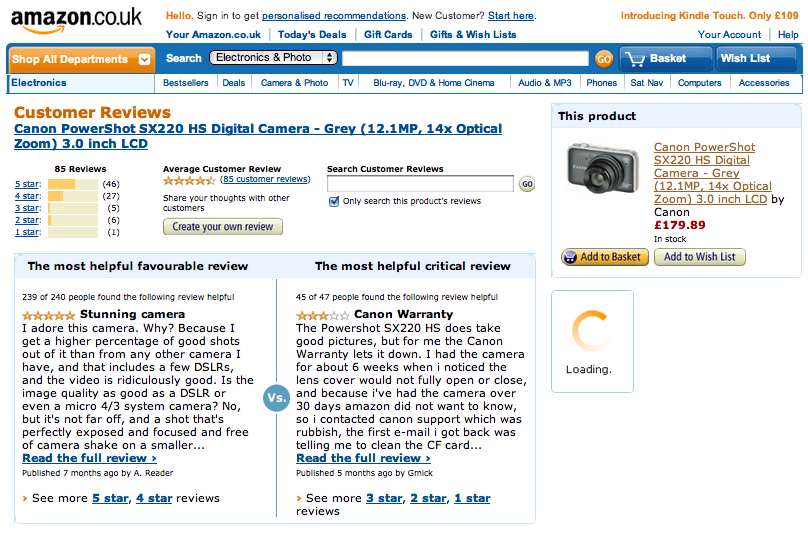 amazon.co.uk
Hello. Sign in to get personalised recommendations. New Customer? Start here.
Introducing Kindle Touch. Only £109
Your Amazon.co.uk | Today's Deals | Gift Cards | Gifts & Wish Lists
Your Account | Help
Shop All Departments
Search Electronics & Photo GO
Basket
Wish List
Electronics
Bestsellers Deals Camera & Photo TV Blu-ray, DVD & Home Cinema Audio & MP3 Phones Sat Nav Computers Accessories
Customer Reviews
Canon PowerShot SX220 HS Digital Camera - Grey (12.1MP, 14x Optical
Zoom) 3.0 inch LCD
85 Reviews
5 star: (46)
4 star: (27)
3 star: (5)
2 star: (6)
1 star: (1)
Average Customer Review
(85 customer reviews)
Share your thoughts with other
customers
Create your own review
Search Customer Reviews
GO
Only search this product's reviews
The most helpful favourable review
239 of 240 people found the following review helpful
Stunning camera
I adore this camera. Why? Because I
get a higher percentage of good shots
out of it than from any other camera I
have, and that includes a few DSLRs,
and the video is ridiculously good. Is the
image quality as good as a DSLR or
even a micro 4/3 system camera? No,
but it's not far off, and a shot that's
perfectly exposed and focused and free
of camera shake on a smaller...
Read the full review ›
Published 7 months ago by A. Reader
› See more 5 star, 4 star reviews
Vs.
The most helpful critical review
45 of 47 people found the following review helpful
Canon Warranty
The Powershot SX220 HS does take
good pictures, but for me the Canon
Warranty lets it down. I had the camera
for about 6 weeks when i noticed the
lens cover would not fully open or close,
and because i've had the camera over
30 days amazon did not want to know,
so i contacted canon support which was
rubbish, the first e-mail i got back was
telling me to clean the CF card...
Read the full review ›
Published 5 months ago by Gmick
› See more 3 star, 2 star, 1 star
reviews
This product
Canon PowerShot
SX220 HS Digital
Camera - Grey
(12.1MP, 14x Optical
Zoom) 3.0 inch LCD by
Canon
£179.89
In stock
Add to Basket
Add to Wish List
Loading.